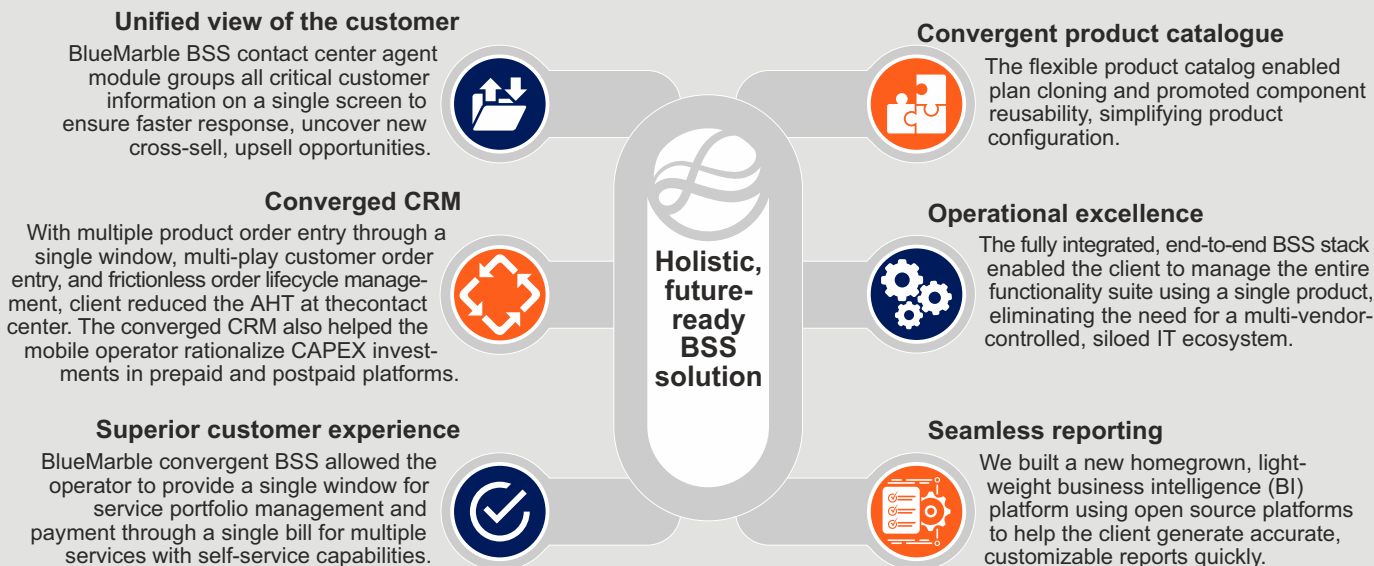 Unified view of the customer
BlueMarble BSS contact center agent
module groups all critical customer
information on a single screen to
ensure faster response, uncover new
cross-sell, upsell opportunities.
Converged CRM
With multiple product order entry through a
single window, multi-play customer order
entry, and frictionless order lifecycle manage-
ment, client reduced the AHT at thecontact
center. The converged CRM also helped the
mobile operator rationalize CAPEX invest-
ments in prepaid and postpaid platforms.
Superior customer experience
BlueMarble convergent BSS allowed the
operator to provide a single window for
service portfolio management and
payment through a single bill for multiple
services with self-service capabilities.
Holistic,
future-
ready
BSS
solution
Convergent product catalogue
The flexible product catalog enabled
plan cloning and promoted component
reusability, simplifying product
configuration.
Operational excellence
The fully integrated, end-to-end BSS stack
enabled the client to manage the entire
functionality suite using a single product,
eliminating the need for a multi-vendor-
controlled, siloed IT ecosystem.
Seamless reporting
We built a new homegrown, light-
weight business intelligence (BI)
platform using open source platforms
to help the client generate accurate,
customizable reports quickly.